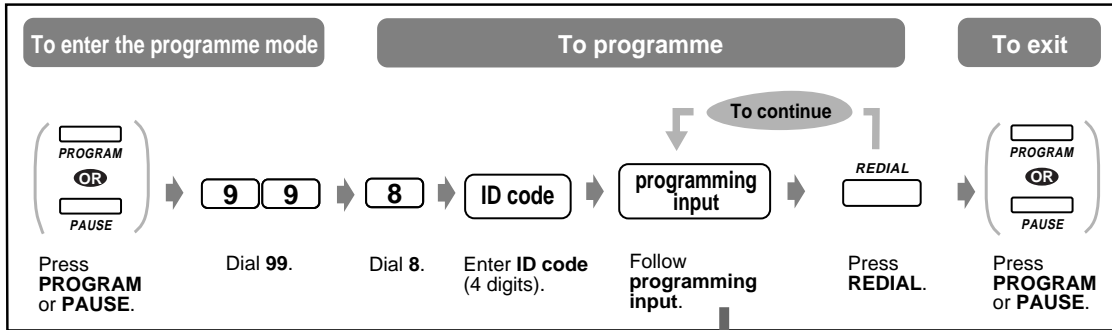 To enter the programme mode
To programme
To exit
To continue
PROGRAM
OR
PAUSE
9 9
8
ID code
programming
input
REDIAL
PROGRAM
OR
PAUSE
Press
PROGRAM
or PAUSE.
Dial 99.
Dial 8.
Enter ID code
(4 digits).
Follow
programming
input.
Press
REDIAL.
Press
PROGRAM
or PAUSE.